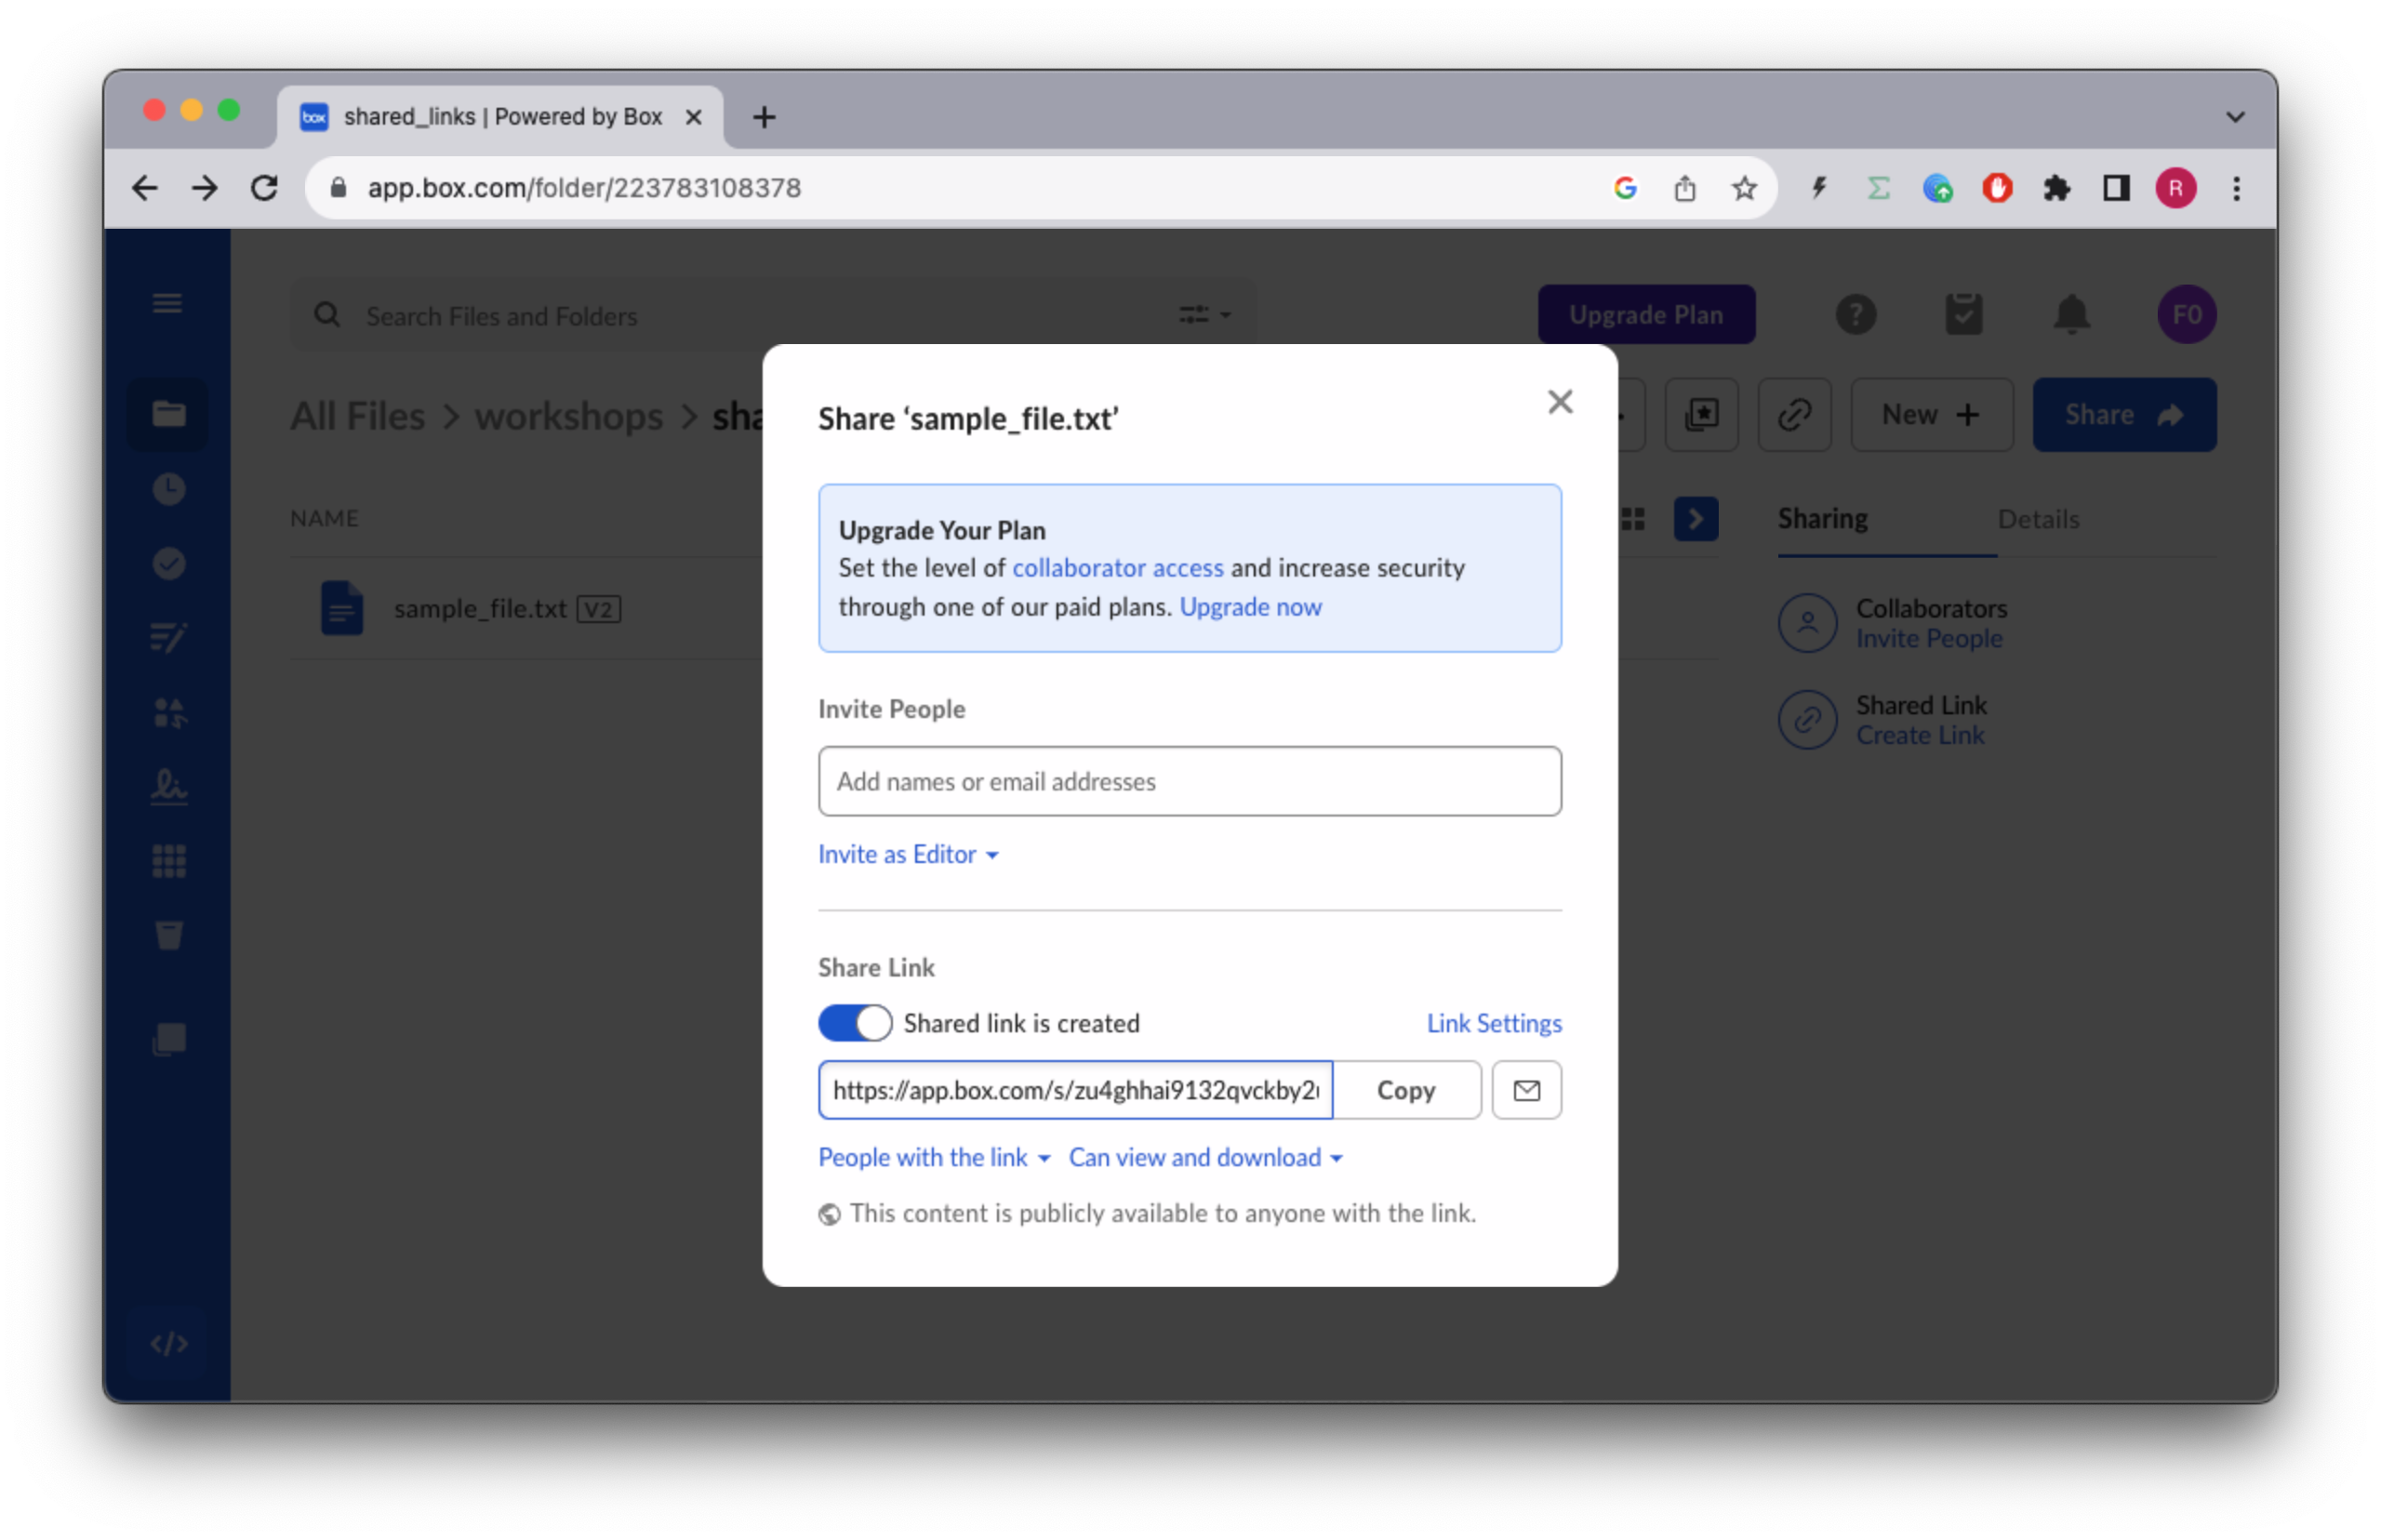 box shared_links | Powered by Box
app.box.com/folder/223783108378
R
Search Files and Folders
Upgrade Plan
?
F0
All Files > workshops > sha
New +
Share
NAME
Sharing
Details
sample_file.txt V2
Collaborators
Invite People
Shared Link
Create Link
Share ‘sample_file.txt’
Upgrade Your Plan
Set the level of collaborator access and increase security
through one of our paid plans. Upgrade now
Invite People
Add names or email addresses
Invite as Editor
Share Link
Shared link is created
Link Settings
https://app.box.com/s/zu4ghhai9132qvckby2
Copy
People with the link
Can view and download
This content is publicly available to anyone with the link.